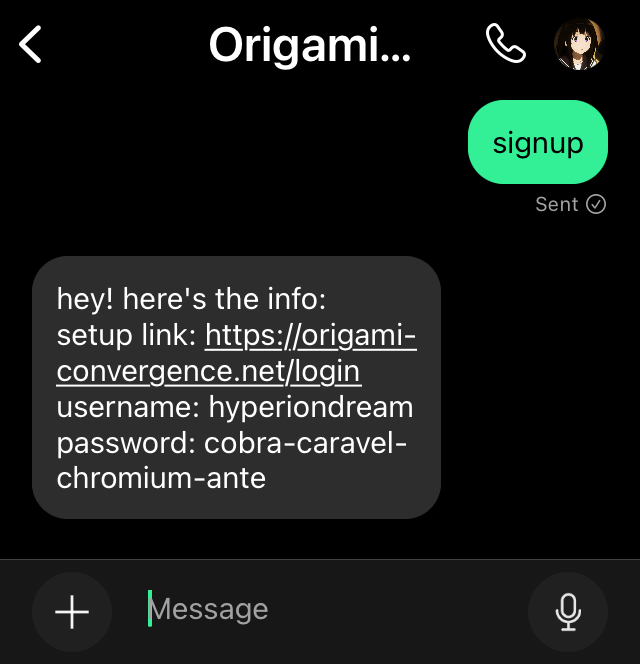 Origami...
signup
Sent
hey! here's the info:
setup link: https://origami-
convergence.net/login
username: hyperiondream
password: cobra-caravel-
chromium-ante
Message